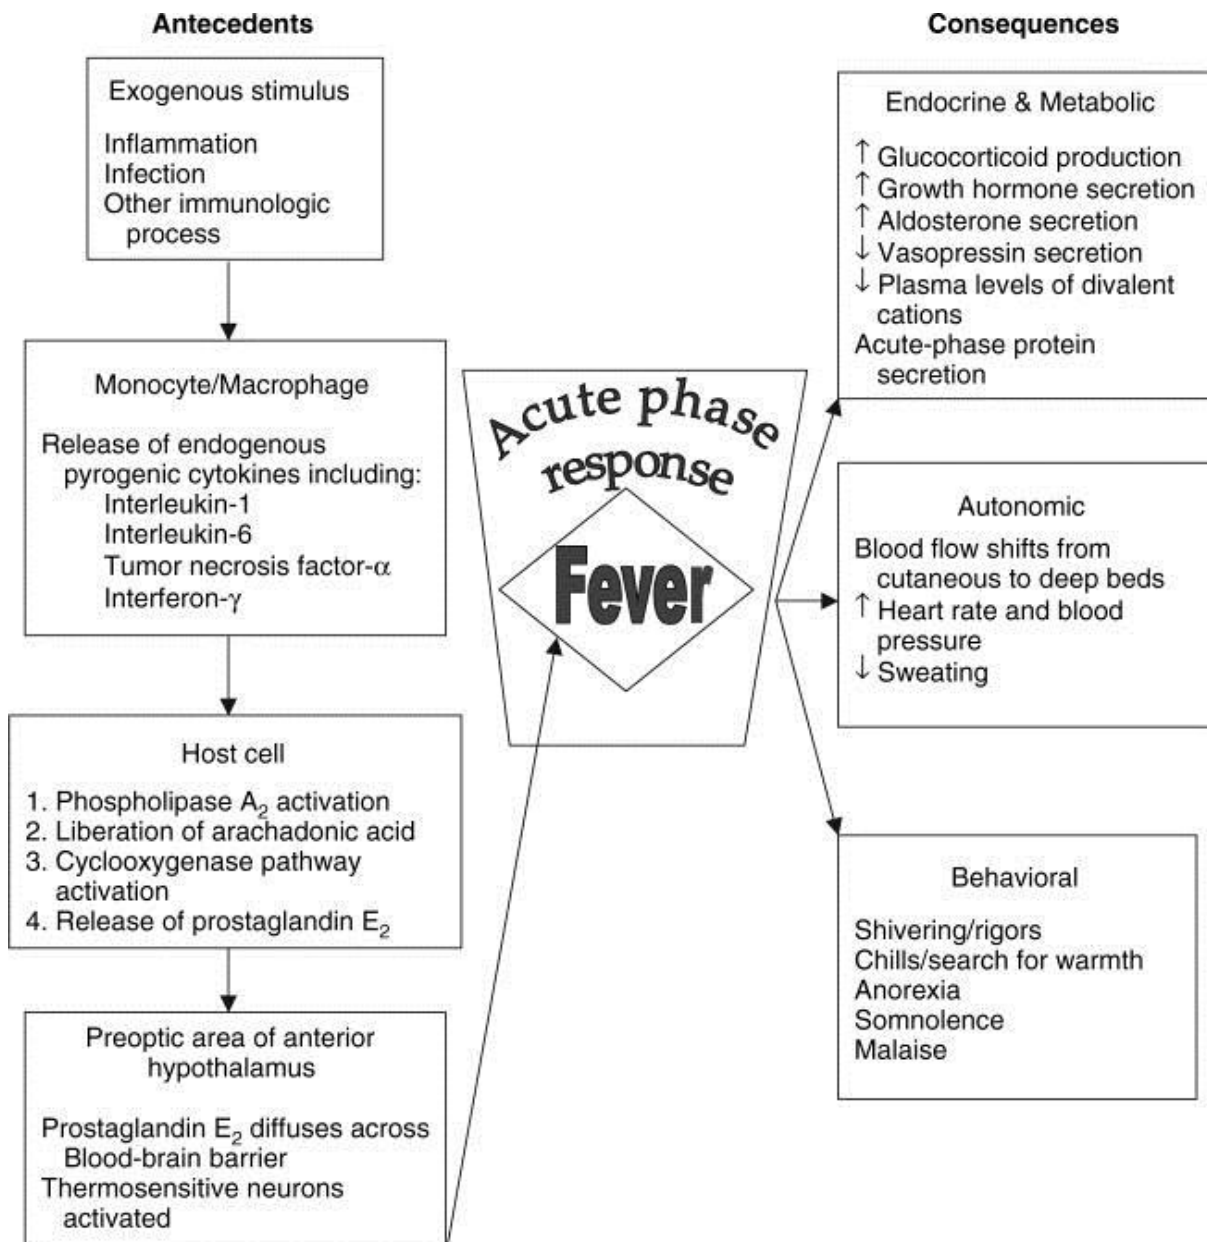 Antecedents
Exogenous stimulus
Inflammation
Infection
Other immunologic
process
Monocyte/Macrophage
Release of endogenous
pyrogenic cytokines including:
Interleukin-1
Interleukin-6
Tumor necrosis factor-α
Interferon-γ
Host cell
1. Phospholipase A₂ activation
2. Liberation of arachadonic acid
3. Cyclooxygenase pathway
activation
4. Release of prostaglandin E₂
Preoptic area of anterior
hypothalamus
Prostaglandin E₂ diffuses across
Blood-brain barrier
Thermosensitive neurons
activated
Acute phase
response
Fever
Consequences
Endocrine & Metabolic
↑ Glucocorticoid production
↑ Growth hormone secretion
↑ Aldosterone secretion
↓ Vasopressin secretion
↓ Plasma levels of divalent
cations
Acute-phase protein
secretion
Autonomic
Blood flow shifts from
cutaneous to deep beds
↑ Heart rate and blood
pressure
↓ Sweating
Behavioral
Shivering/rigors
Chills/search for warmth
Anorexia
Somnolence
Malaise